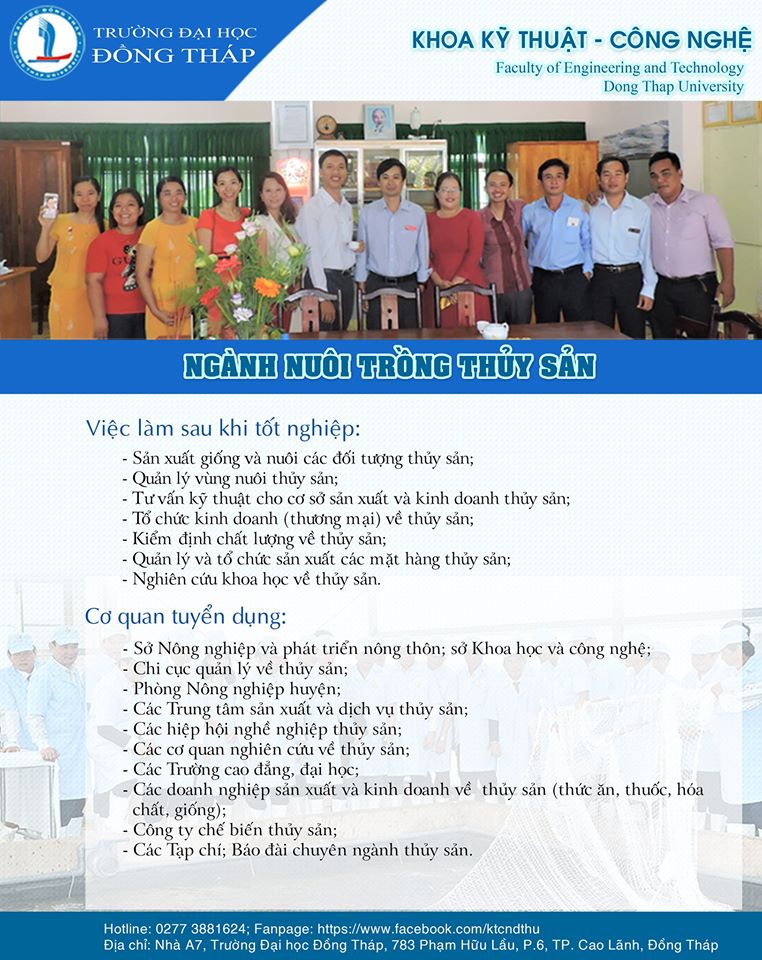 TRƯỜNG ĐẠI HỌC
ĐỒNG THÁP
KHOA KỸ THUẬT - CÔNG NGHỆ
Faculty of Engineering and Technology
Dong Thap University
NGÀNH NUÔI TRỒNG THỦY SẢN
Việc làm sau khi tốt nghiệp:
- Sản xuất giống và nuôi các đối tượng thủy sản;
- Quản lý vùng nuôi thủy sản;
- Tư vấn kỹ thuật cho cơ sở sản xuất và kinh doanh thủy sản;
- Tổ chức kinh doanh (thương mại) về thủy sản;
- Kiểm định chất lượng về thủy sản;
- Quản lý và tổ chức sản xuất các mặt hàng thủy sản;
- Nghiên cứu khoa học về thủy sản.
Cơ quan tuyển dụng:
- Sở Nông nghiệp và phát triển nông thôn; sở Khoa học và công nghệ;
- Chi cục quản lý về thủy sản;
- Phòng Nông nghiệp huyện;
- Các Trung tâm sản xuất và dịch vụ thủy sản;
- Các hiệp hội nghề nghiệp thủy sản;
- Các cơ quan nghiên cứu về thủy sản;
- Các Trường cao đẳng, đại học;
- Các doanh nghiệp sản xuất và kinh doanh về thủy sản (thức ăn, thuốc, hóa
chất, giống);
- Công ty chế biến thủy sản;
- Các Tạp chí; Báo đài chuyên ngành thủy sản.
Hotline: 0277 3881624; Fanpage: https://www.facebook.com/ktcndthu
Địa chỉ: Nhà A7, Trường Đại học Đồng Tháp, 783 Phạm Hữu Lầu, P.6, TP. Cao Lãnh, Đồng Tháp